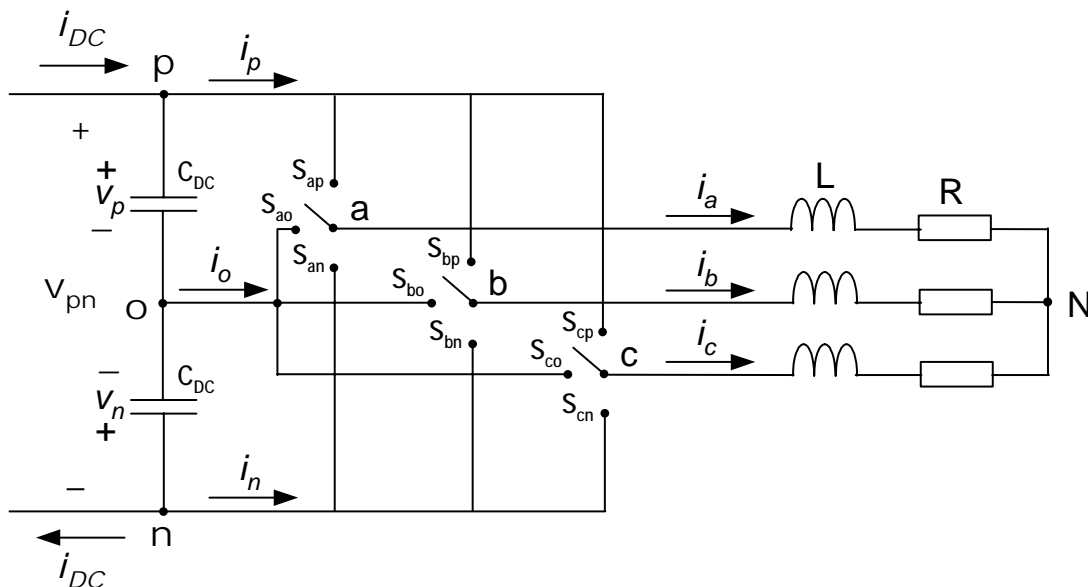 i_DC
p
i_p
+
+
C_DC
v_p
−
S_ap
S_ao
a
S_an
i_a
L
R
i_o
S_bp
S_bo
b
S_bn
i_b
N
v_pn
o
S_cp
S_co
c
S_cn
i_c
−
C_DC
v_n
+
−
i_n
n
i_DC